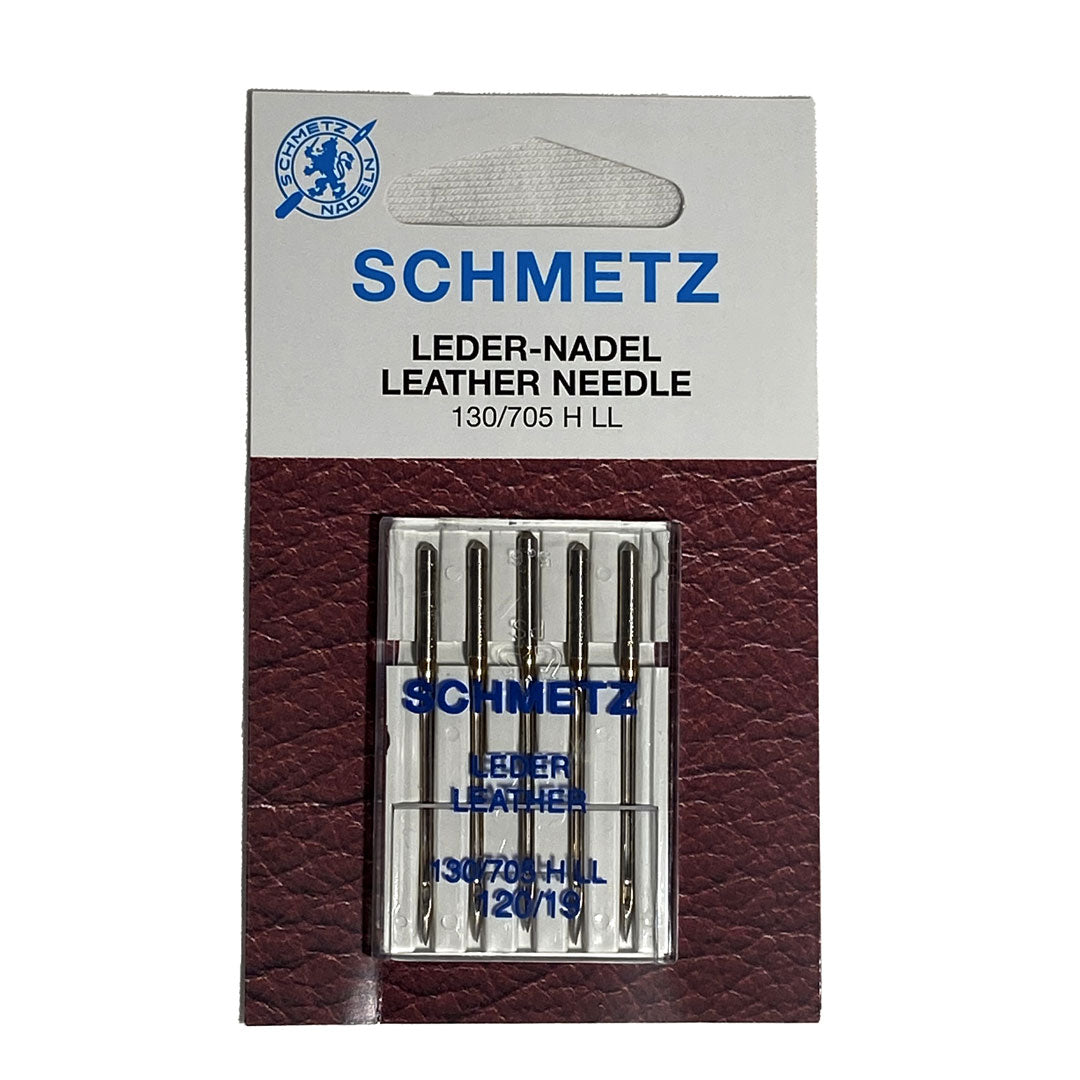 SCHMETZ
NADELN
SCHMETZ
LEDER-NADEL
LEATHER NEEDLE
130/705 H LL
SCHMETZ
LEDER
LEATHER
130/705 H LL
120/19